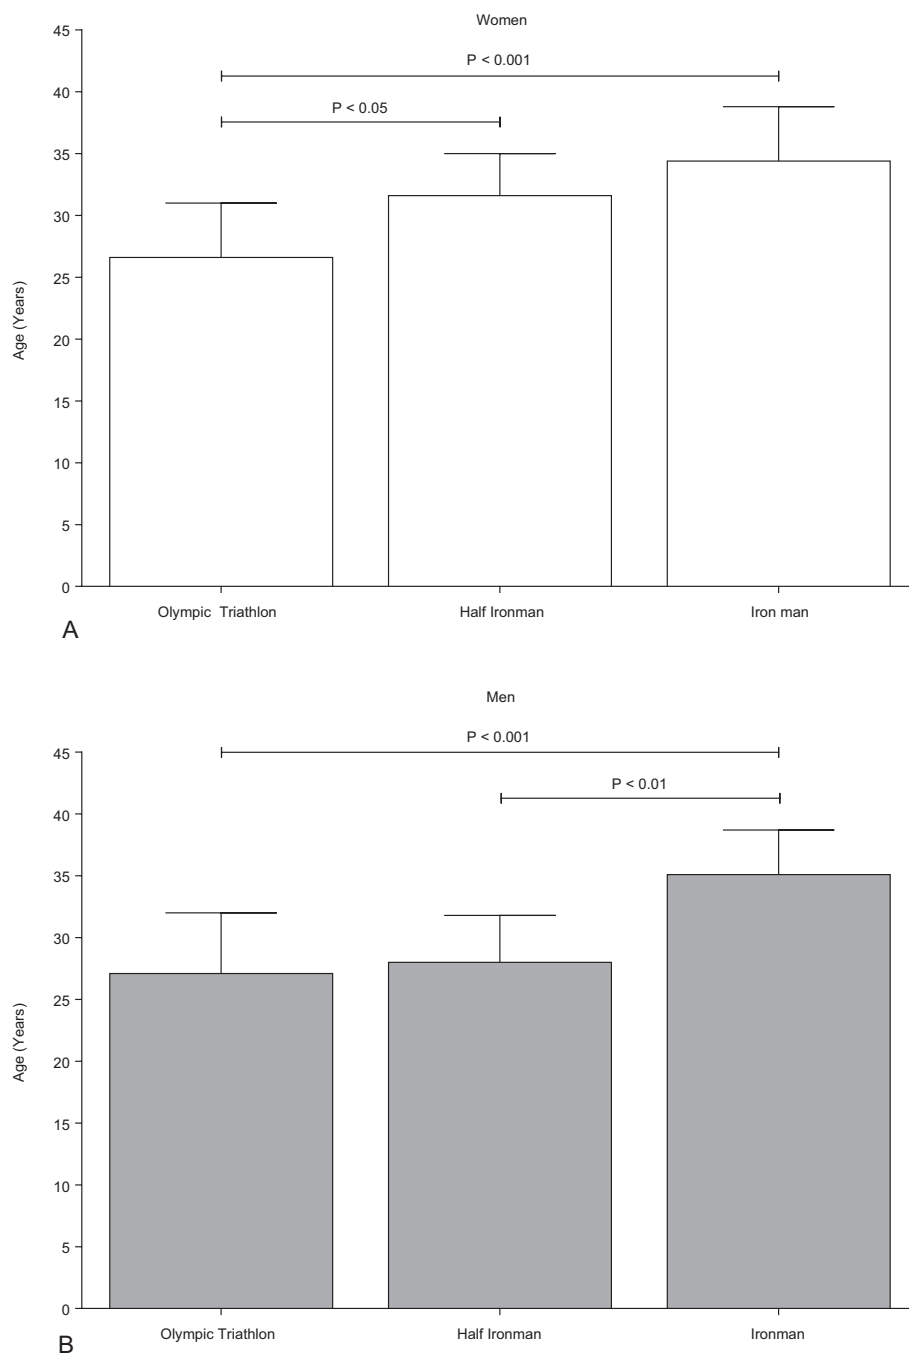 Women
45
P < 0.001
40
P < 0.05
35
30
25
20
15
10
5
0
Age (Years)
Olympic Triathlon Half Ironman Iron man
A
Men
45
P < 0.001
P < 0.01
40
35
30
25
20
15
10
5
0
Age (Years)
Olympic Triathlon Half Ironman Ironman
B